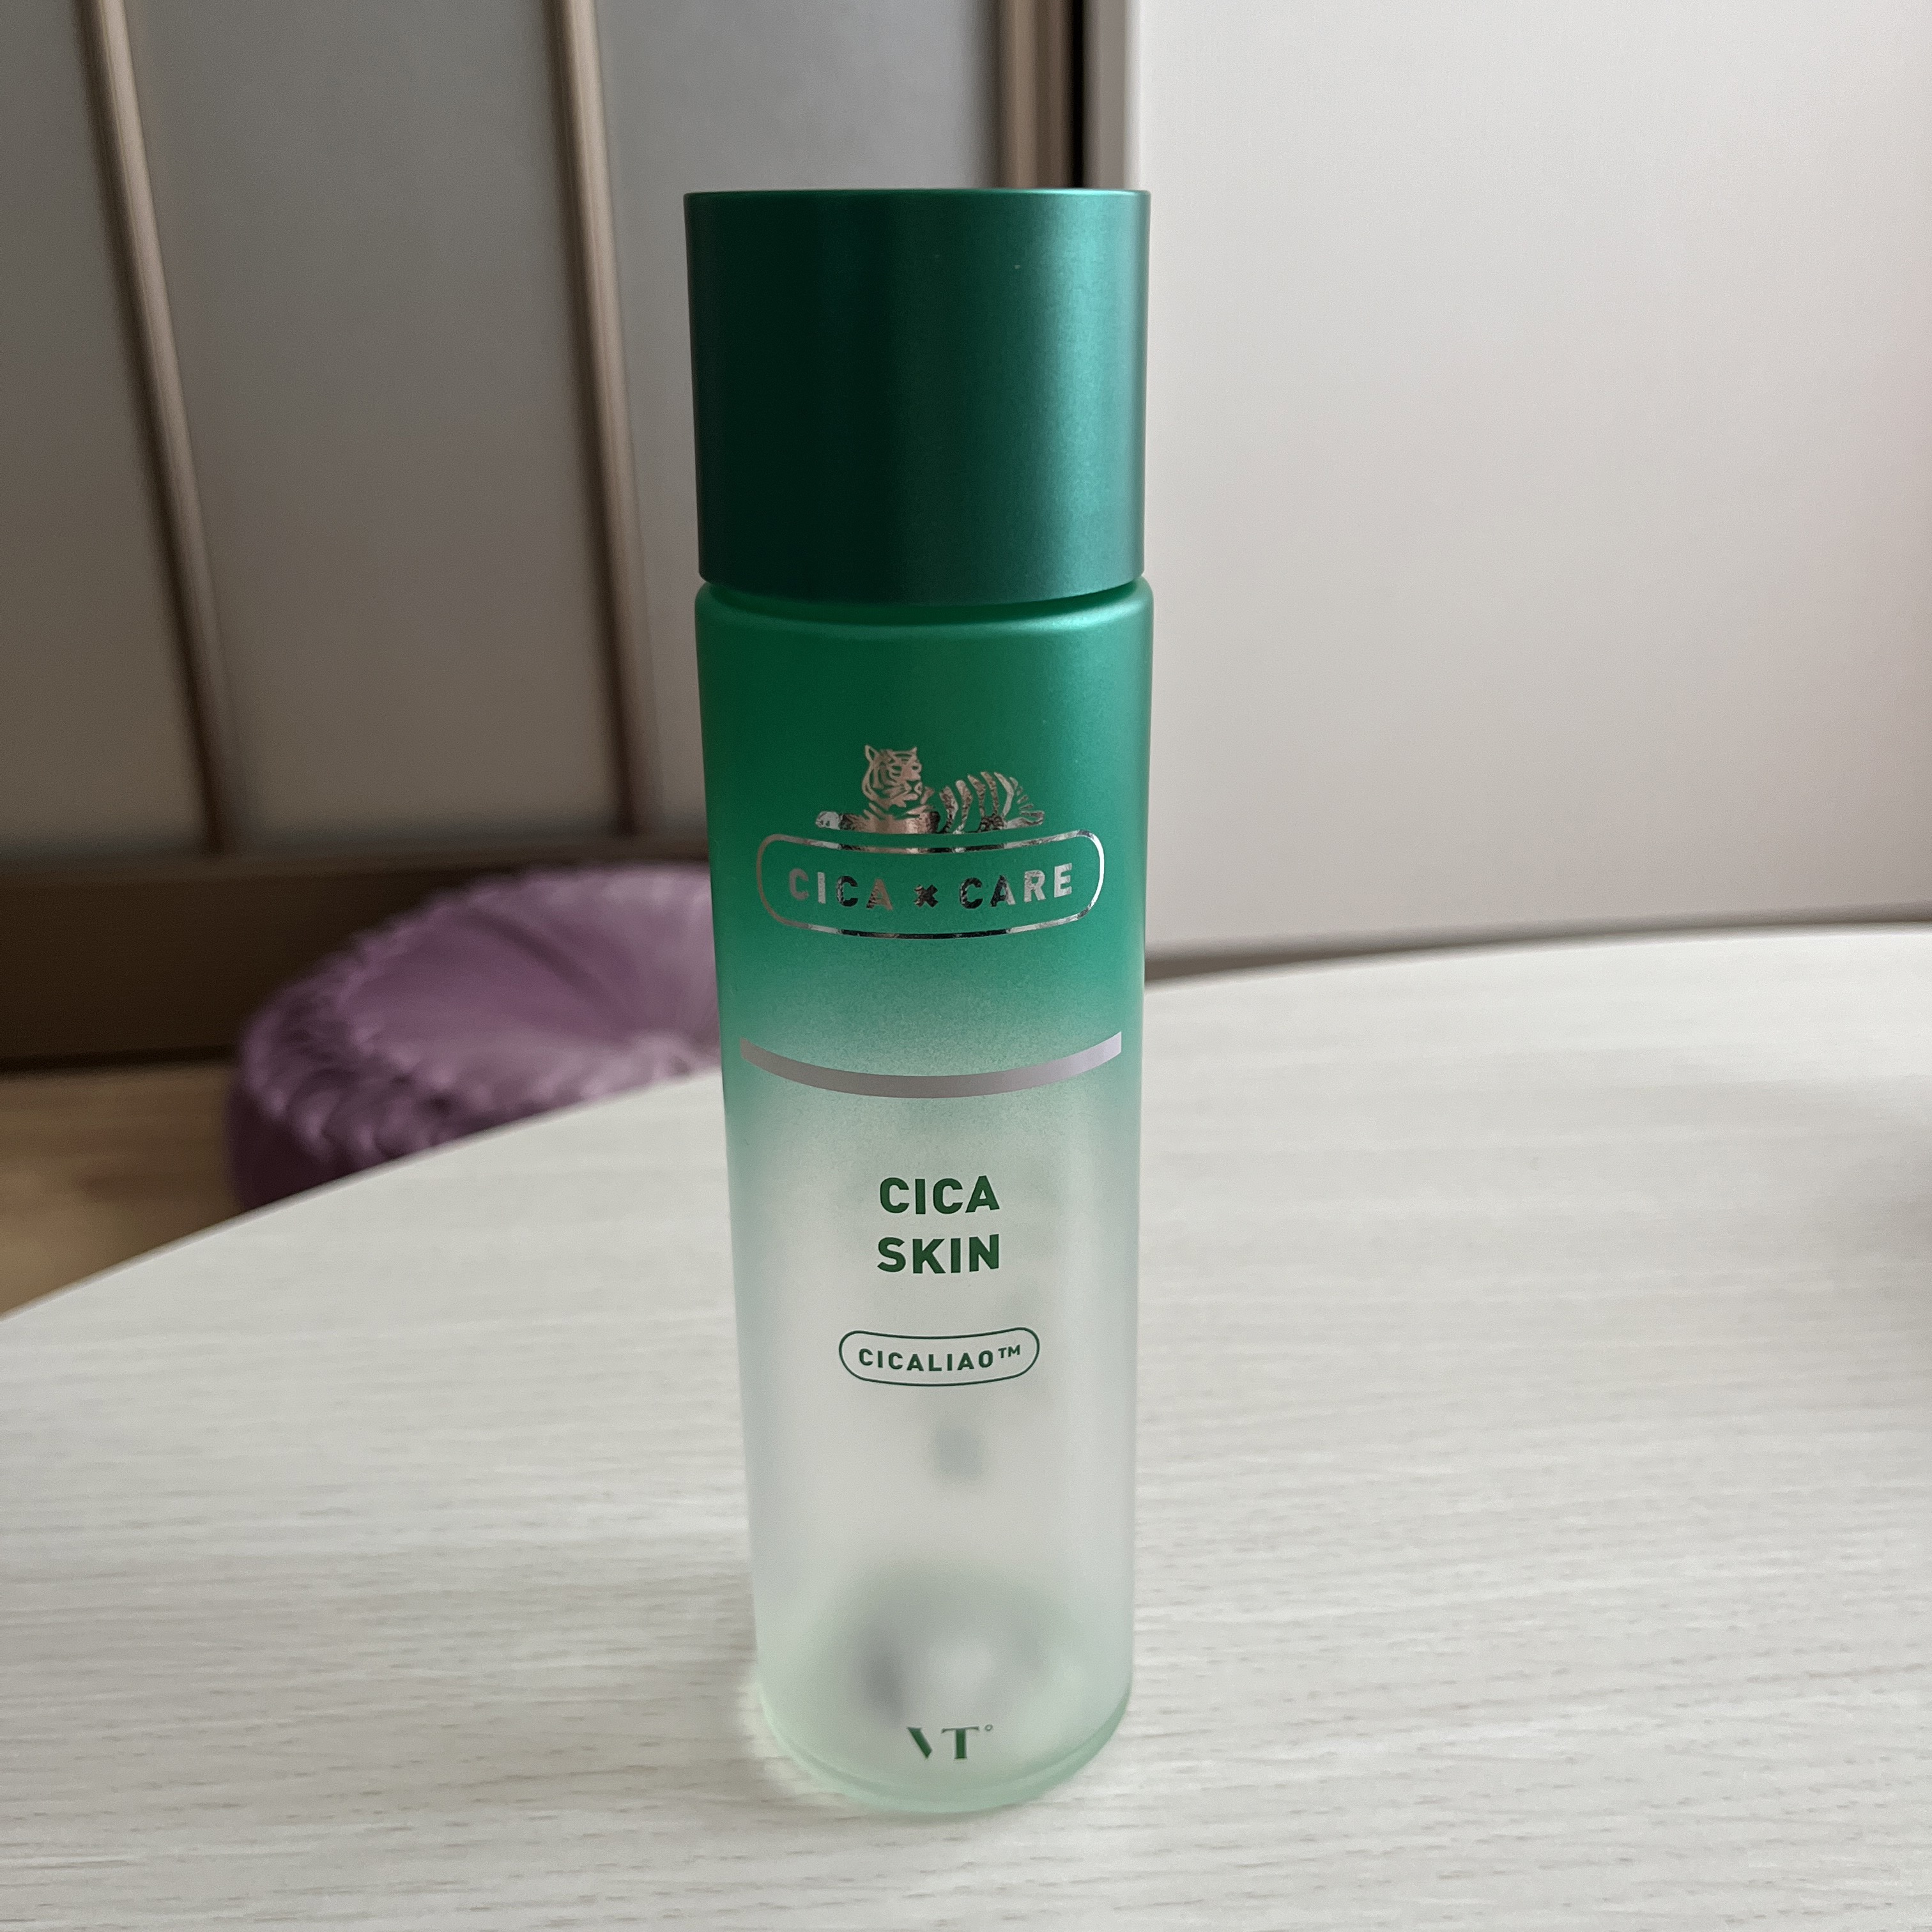 CICA × CARE
CICA
SKIN
CICALIAO™
VT°